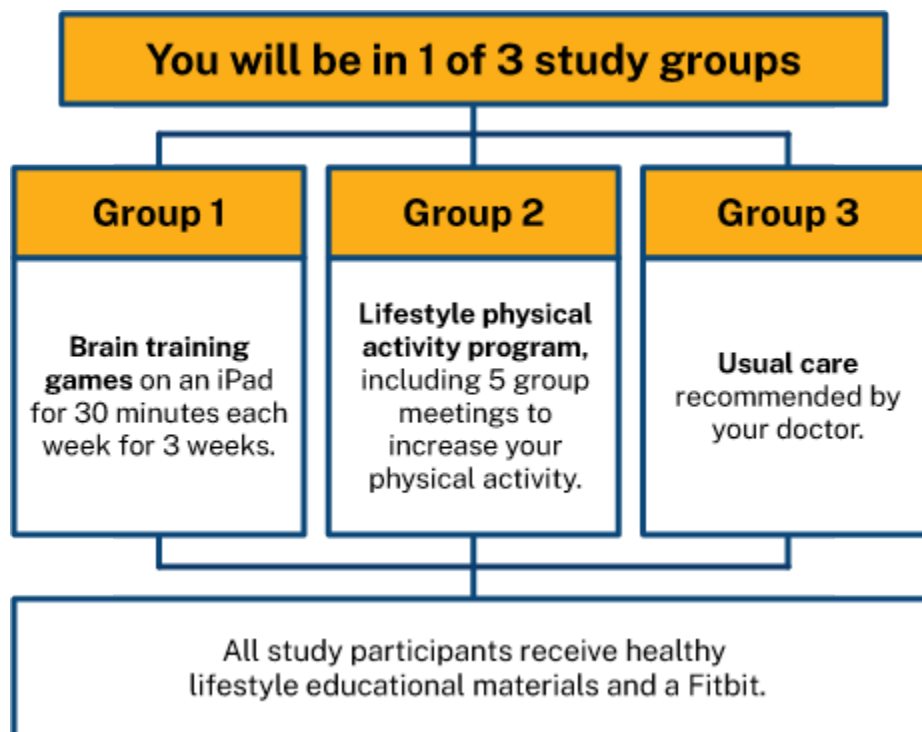 You will be in 1 of 3 study groups
Group 1
Brain training
games on an iPad
for 30 minutes each
week for 3 weeks.
Group 2
Lifestyle physical
activity program,
including 5 group
meetings to
increase your
physical activity.
Group 3
Usual care
recommended by
your doctor.
All study participants receive healthy
lifestyle educational materials and a Fitbit.